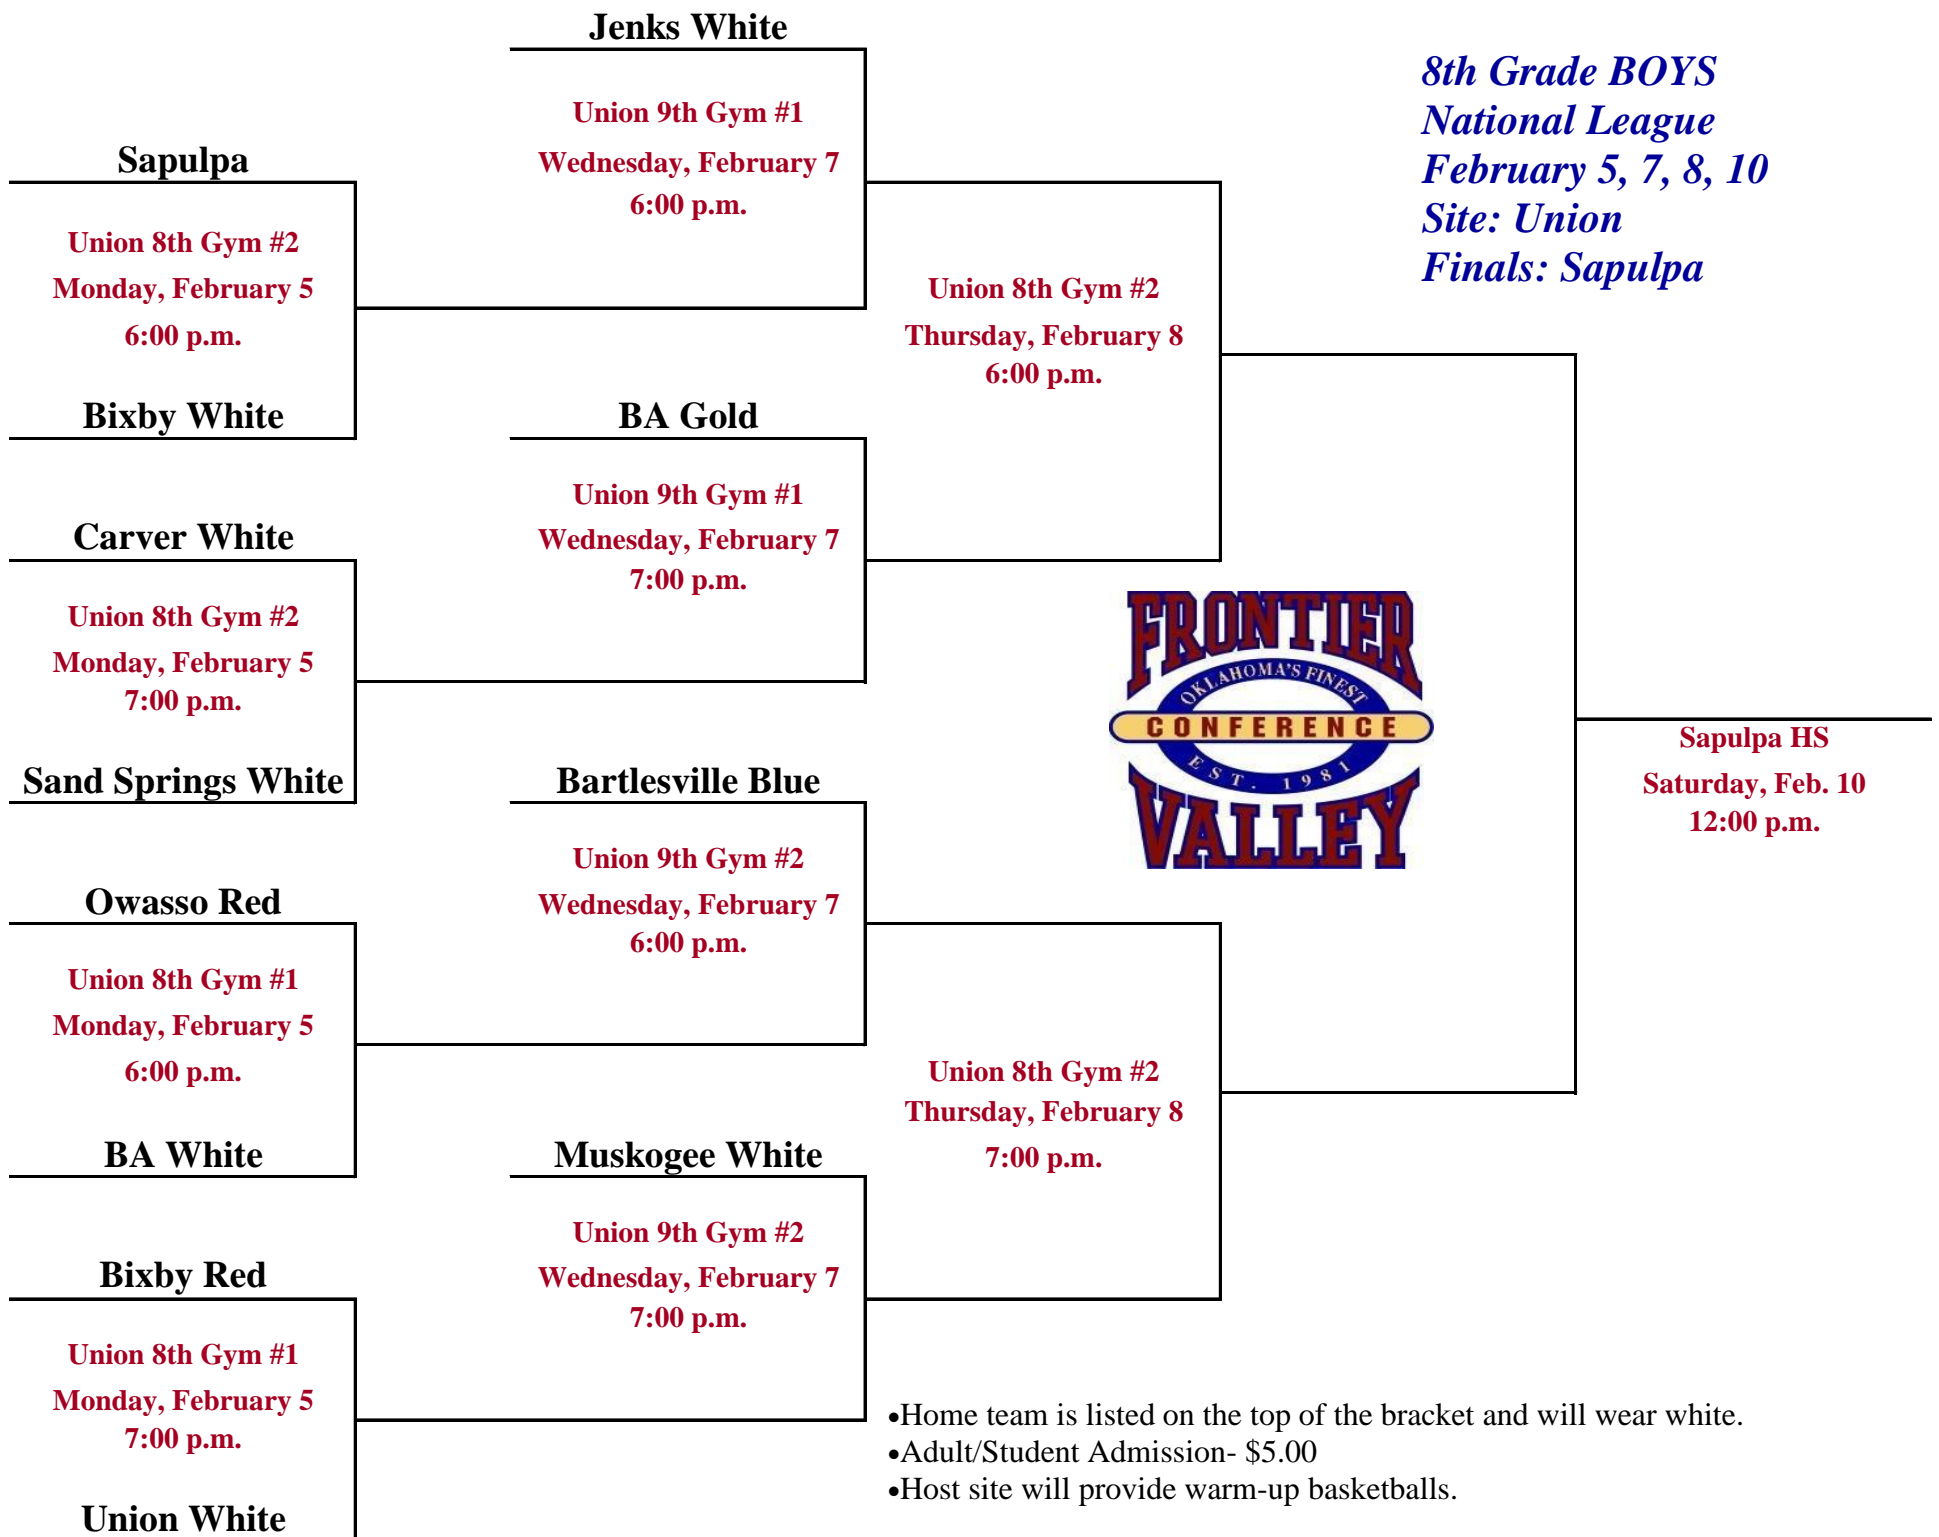 Jenks White
Union 9th Gym #1
Wednesday, February 7
6:00 p.m.
8th Grade BOYS
National League
February 5, 7, 8, 10
Site: Union
Finals: Sapulpa
Sapulpa
Union 8th Gym #2
Monday, February 5
6:00 p.m.
Bixby White
Union 8th Gym #2
Thursday, February 8
6:00 p.m.
BA Gold
Union 9th Gym #1
Wednesday, February 7
7:00 p.m.
Carver White
Union 8th Gym #2
Monday, February 5
7:00 p.m.
Sand Springs White
FRONTIER
OKLAHOMA'S FINEST
CONFERENCE
EST. 1981
VALLEY
Sapulpa HS
Saturday, Feb. 10
12:00 p.m.
Bartlesville Blue
Union 9th Gym #2
Wednesday, February 7
6:00 p.m.
Owasso Red
Union 8th Gym #1
Monday, February 5
6:00 p.m.
BA White
Union 8th Gym #2
Thursday, February 8
7:00 p.m.
Muskogee White
Union 9th Gym #2
Wednesday, February 7
7:00 p.m.
Bixby Red
Union 8th Gym #1
Monday, February 5
7:00 p.m.
Union White
•Home team is listed on the top of the bracket and will wear white.
•Adult/Student Admission- $5.00
•Host site will provide warm-up basketballs.